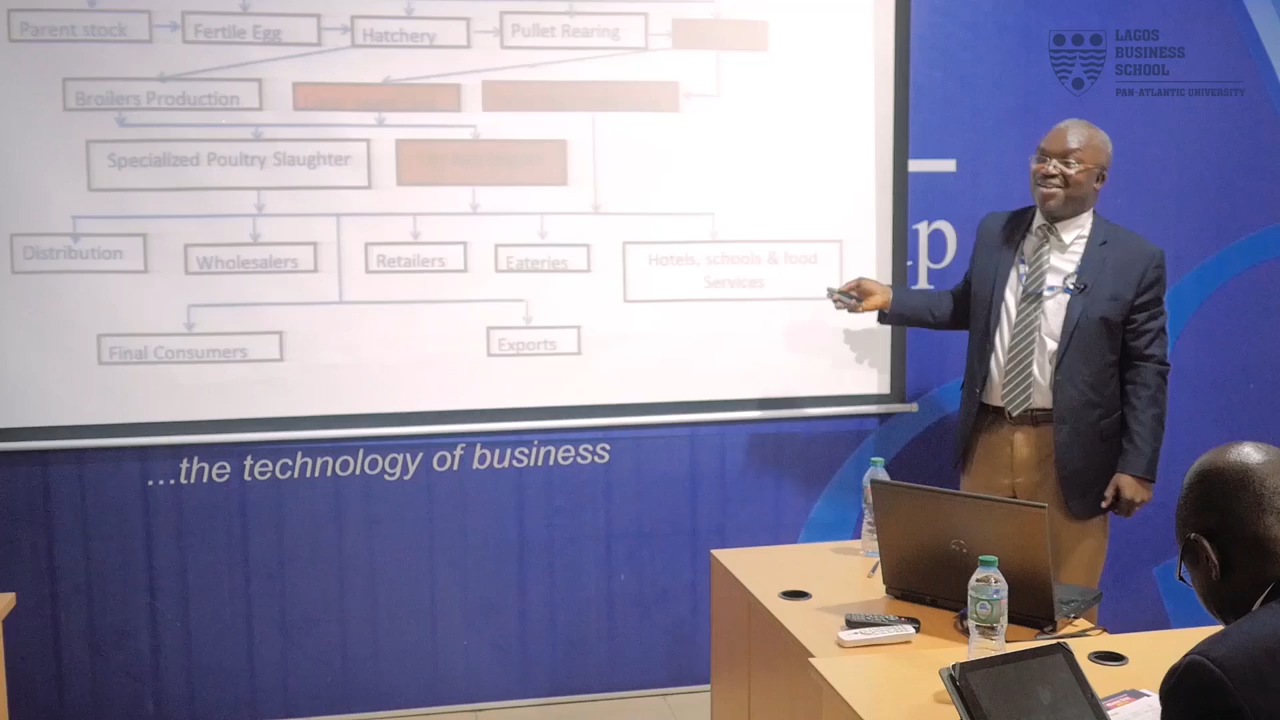 Parent stock
Fertile Egg
Hatchery
Pullet Rearing
Broilers Production
Specialized Poultry Slaughter
Distribution
Wholesalers
Retailers
Eateries
Hotels, schools & food
Services
Final Consumers
Exports
...the technology of business
LAGOS
BUSINESS
SCHOOL
PAN-ATLANTIC UNIVERSITY
up